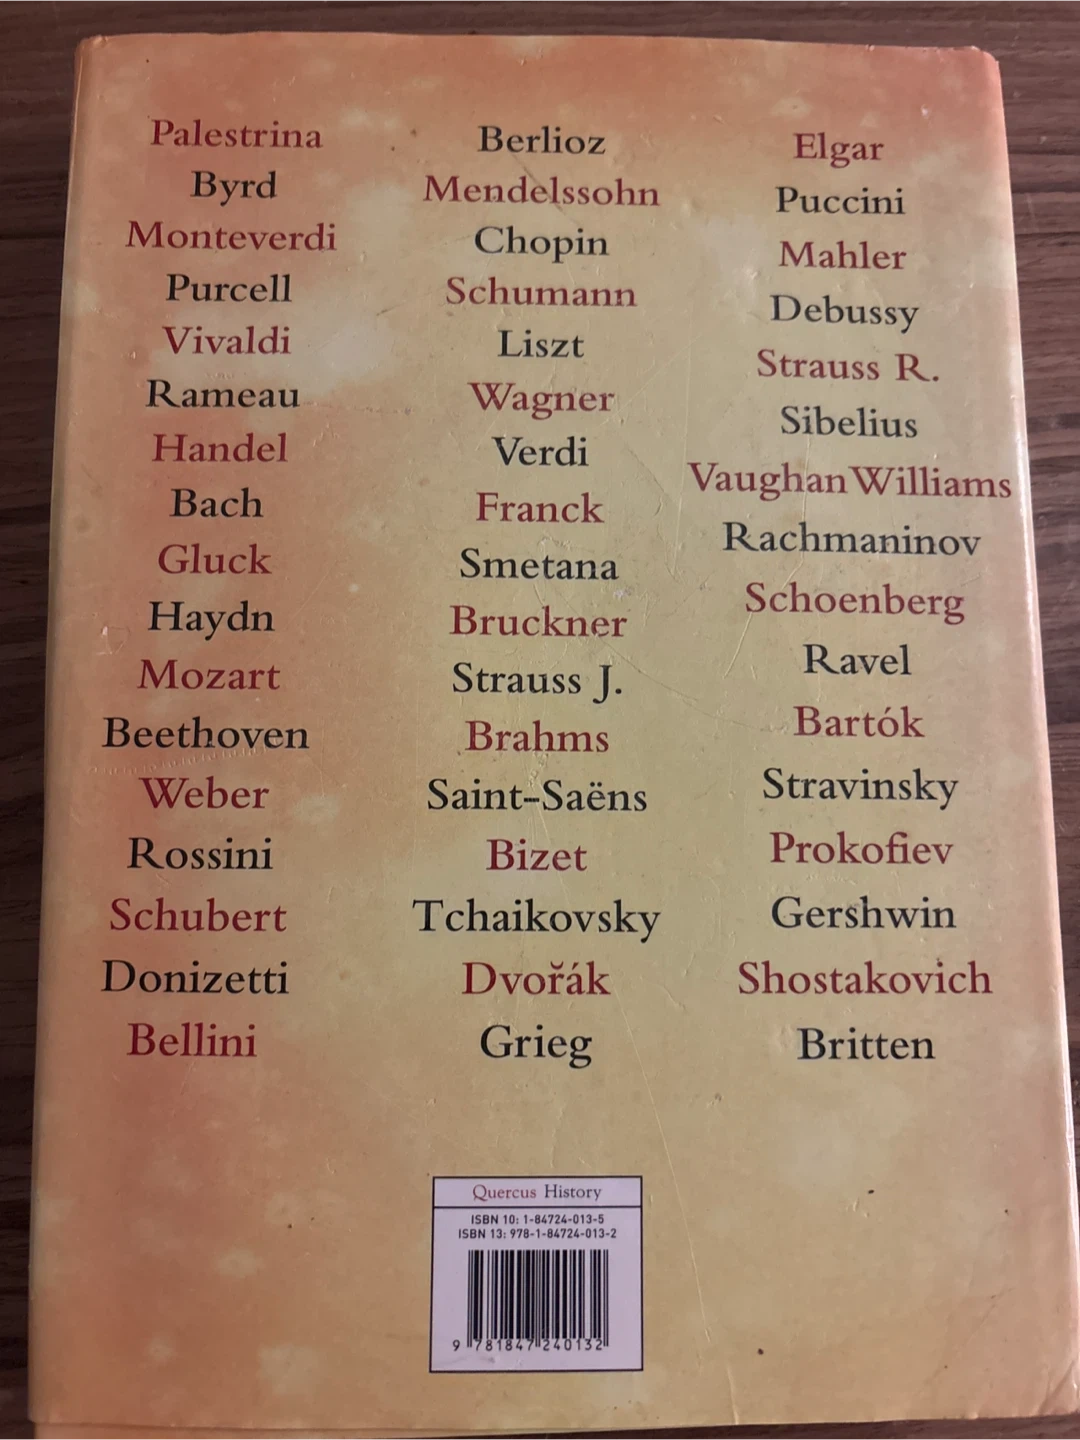 Palestrina
Byrd
Monteverdi
Purcell
Vivaldi
Rameau
Handel
Bach
Gluck
Haydn
Mozart
Beethoven
Weber
Rossini
Schubert
Donizetti
Bellini
Berlioz
Mendelssohn
Chopin
Schumann
Liszt
Wagner
Verdi
Franck
Smetana
Bruckner
Strauss J.
Brahms
Saint-Saëns
Bizet
Tchaikovsky
Dvořák
Grieg
Elgar
Puccini
Mahler
Debussy
Strauss R.
Sibelius
Vaughan Williams
Rachmaninov
Schoenberg
Ravel
Bartók
Stravinsky
Prokofiev
Gershwin
Shostakovich
Britten
Quercus History
ISBN 10: 1-84724-013-5
ISBN 13: 978-1-84724-013-2
9 781847 240132